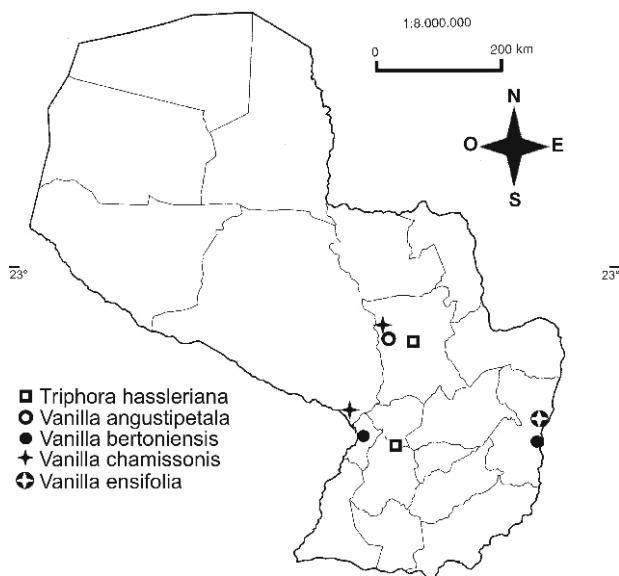 1:8.000.000
0 200 km
N
O E
S
23° 23°
Triphora hassleriana
Vanilla angustipetala
Vanilla bertoniensis
Vanilla chamissonis
Vanilla ensifolia